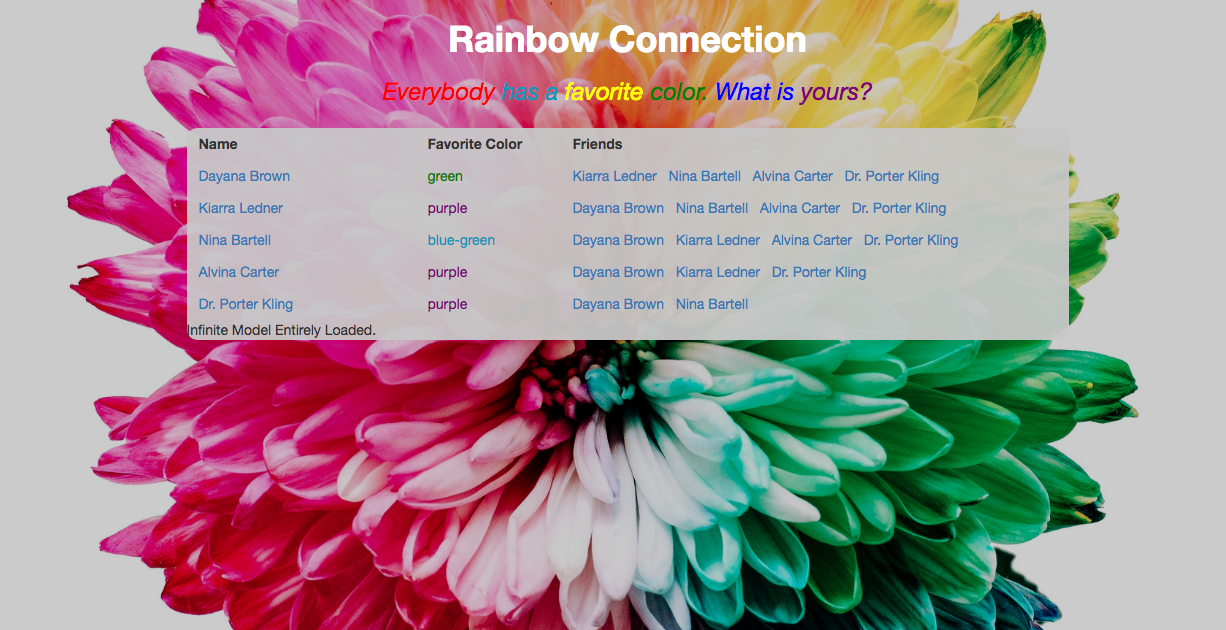 Rainbow Connection
Everybody has a favorite color. What is yours?
Name Favorite Color Friends
Dayana Brown green Kiarra Ledner Nina Bartell Alvina Carter Dr. Porter Kling
Kiarra Ledner purple Dayana Brown Nina Bartell Alvina Carter Dr. Porter Kling
Nina Bartell blue-green Dayana Brown Kiarra Ledner Alvina Carter Dr. Porter Kling
Alvina Carter purple Dayana Brown Kiarra Ledner Dr. Porter Kling
Dr. Porter Kling purple Dayana Brown Nina Bartell
Infinite Model Entirely Loaded.